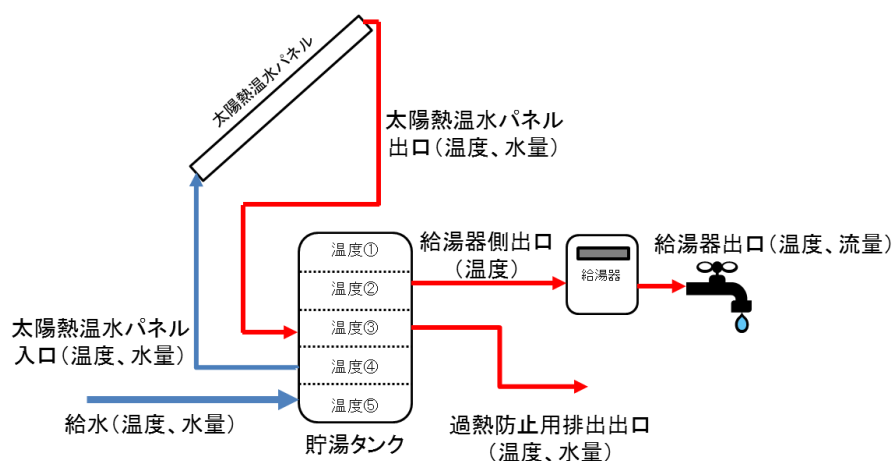 太陽熱温水パネル
太陽熱温水パネル
出口（温度、水量）
温度①
温度②
温度③
温度④
温度⑤
給湯器側出口
（温度）
給湯器
給湯器出口（温度、流量）
太陽熱温水パネル
入口（温度、水量）
給水（温度、水量）
貯湯タンク
過熱防止用排出出口
（温度、水量）